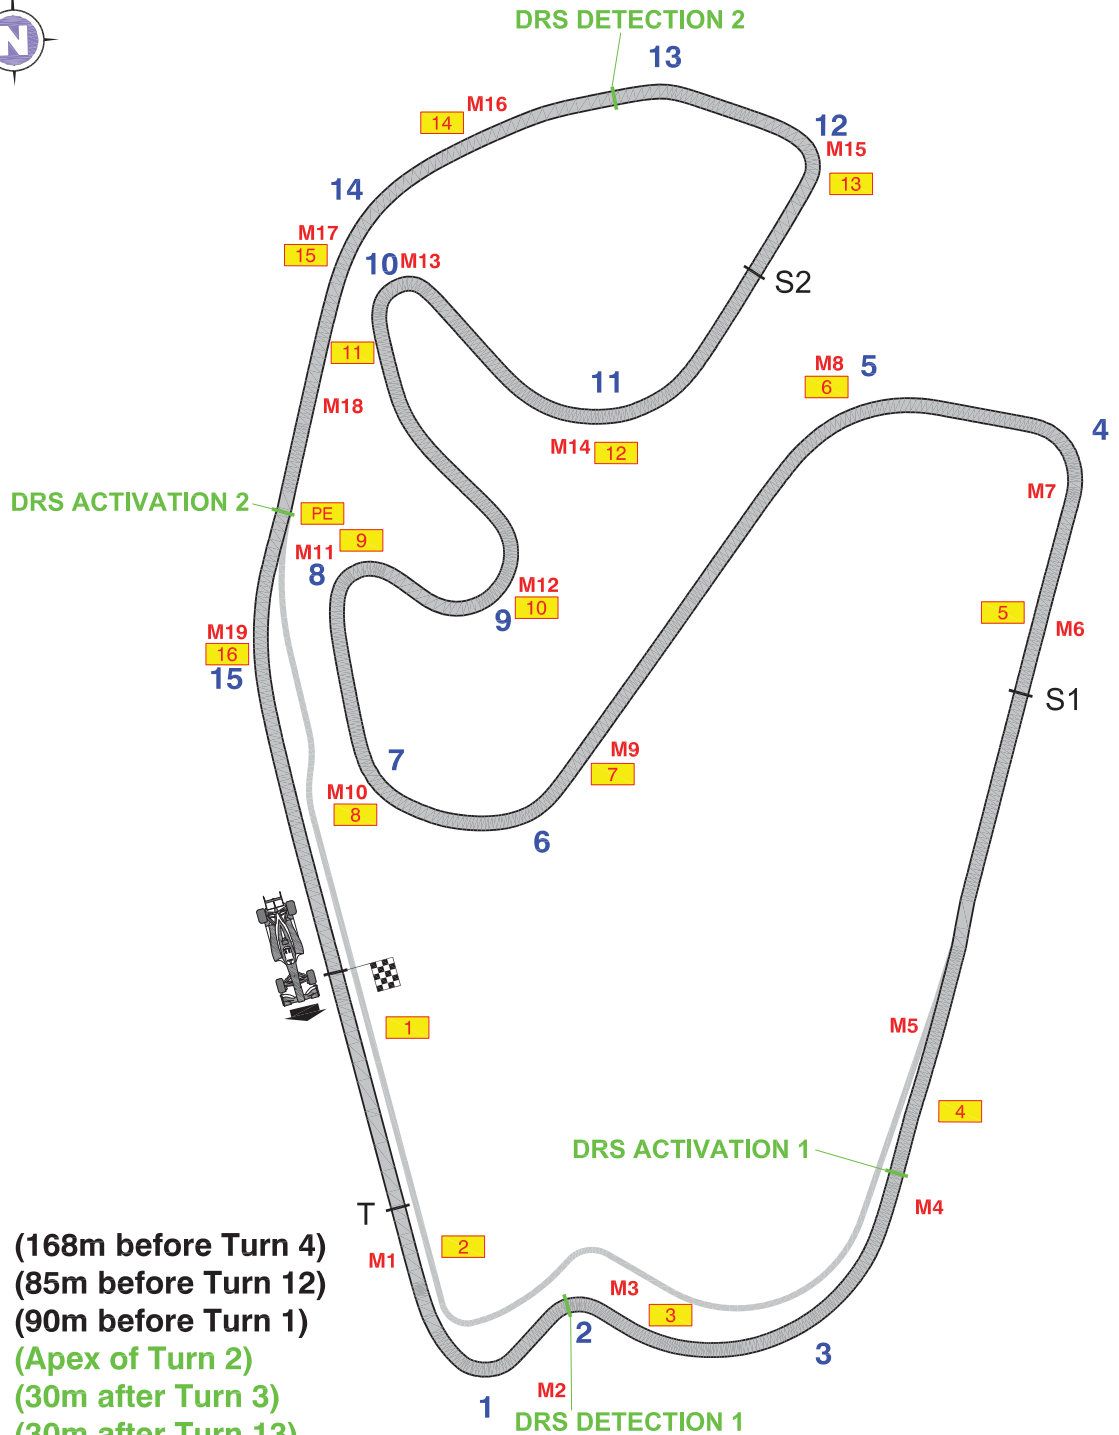 N
DRS DETECTION 2
13
M16
14
12
M15
13
14
M17
15
10
M13
S2
11
M18
11
M14
12
M8
6
5
4
M7
DRS ACTIVATION 2
PE
9
M11
8
M12
10
9
5
M6
M19
16
15
S1
7
M9
7
M10
8
6
1
M5
4
DRS ACTIVATION 1
M4
T
M1
2
M3
3
2
3
M2
1
DRS DETECTION 1
(168m before Turn 4)
(85m before Turn 12)
(90m before Turn 1)
(Apex of Turn 2)
(30m after Turn 3)
(30m after Turn 13)